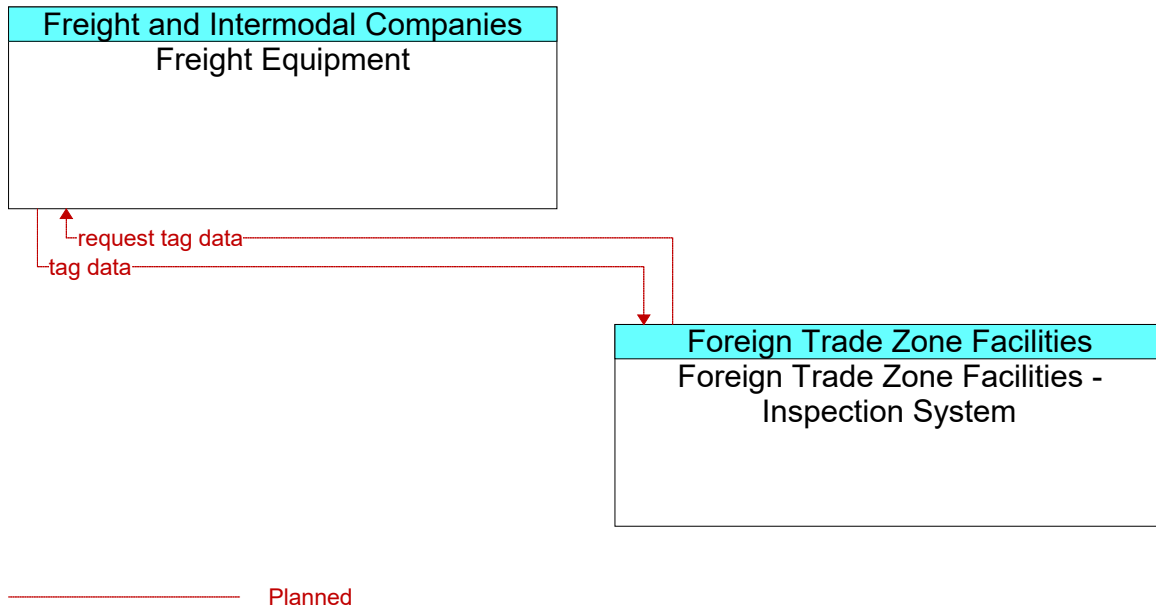 Freight and Intermodal Companies
Freight Equipment
request tag data
tag data
Foreign Trade Zone Facilities
Foreign Trade Zone Facilities -
Inspection System
Planned